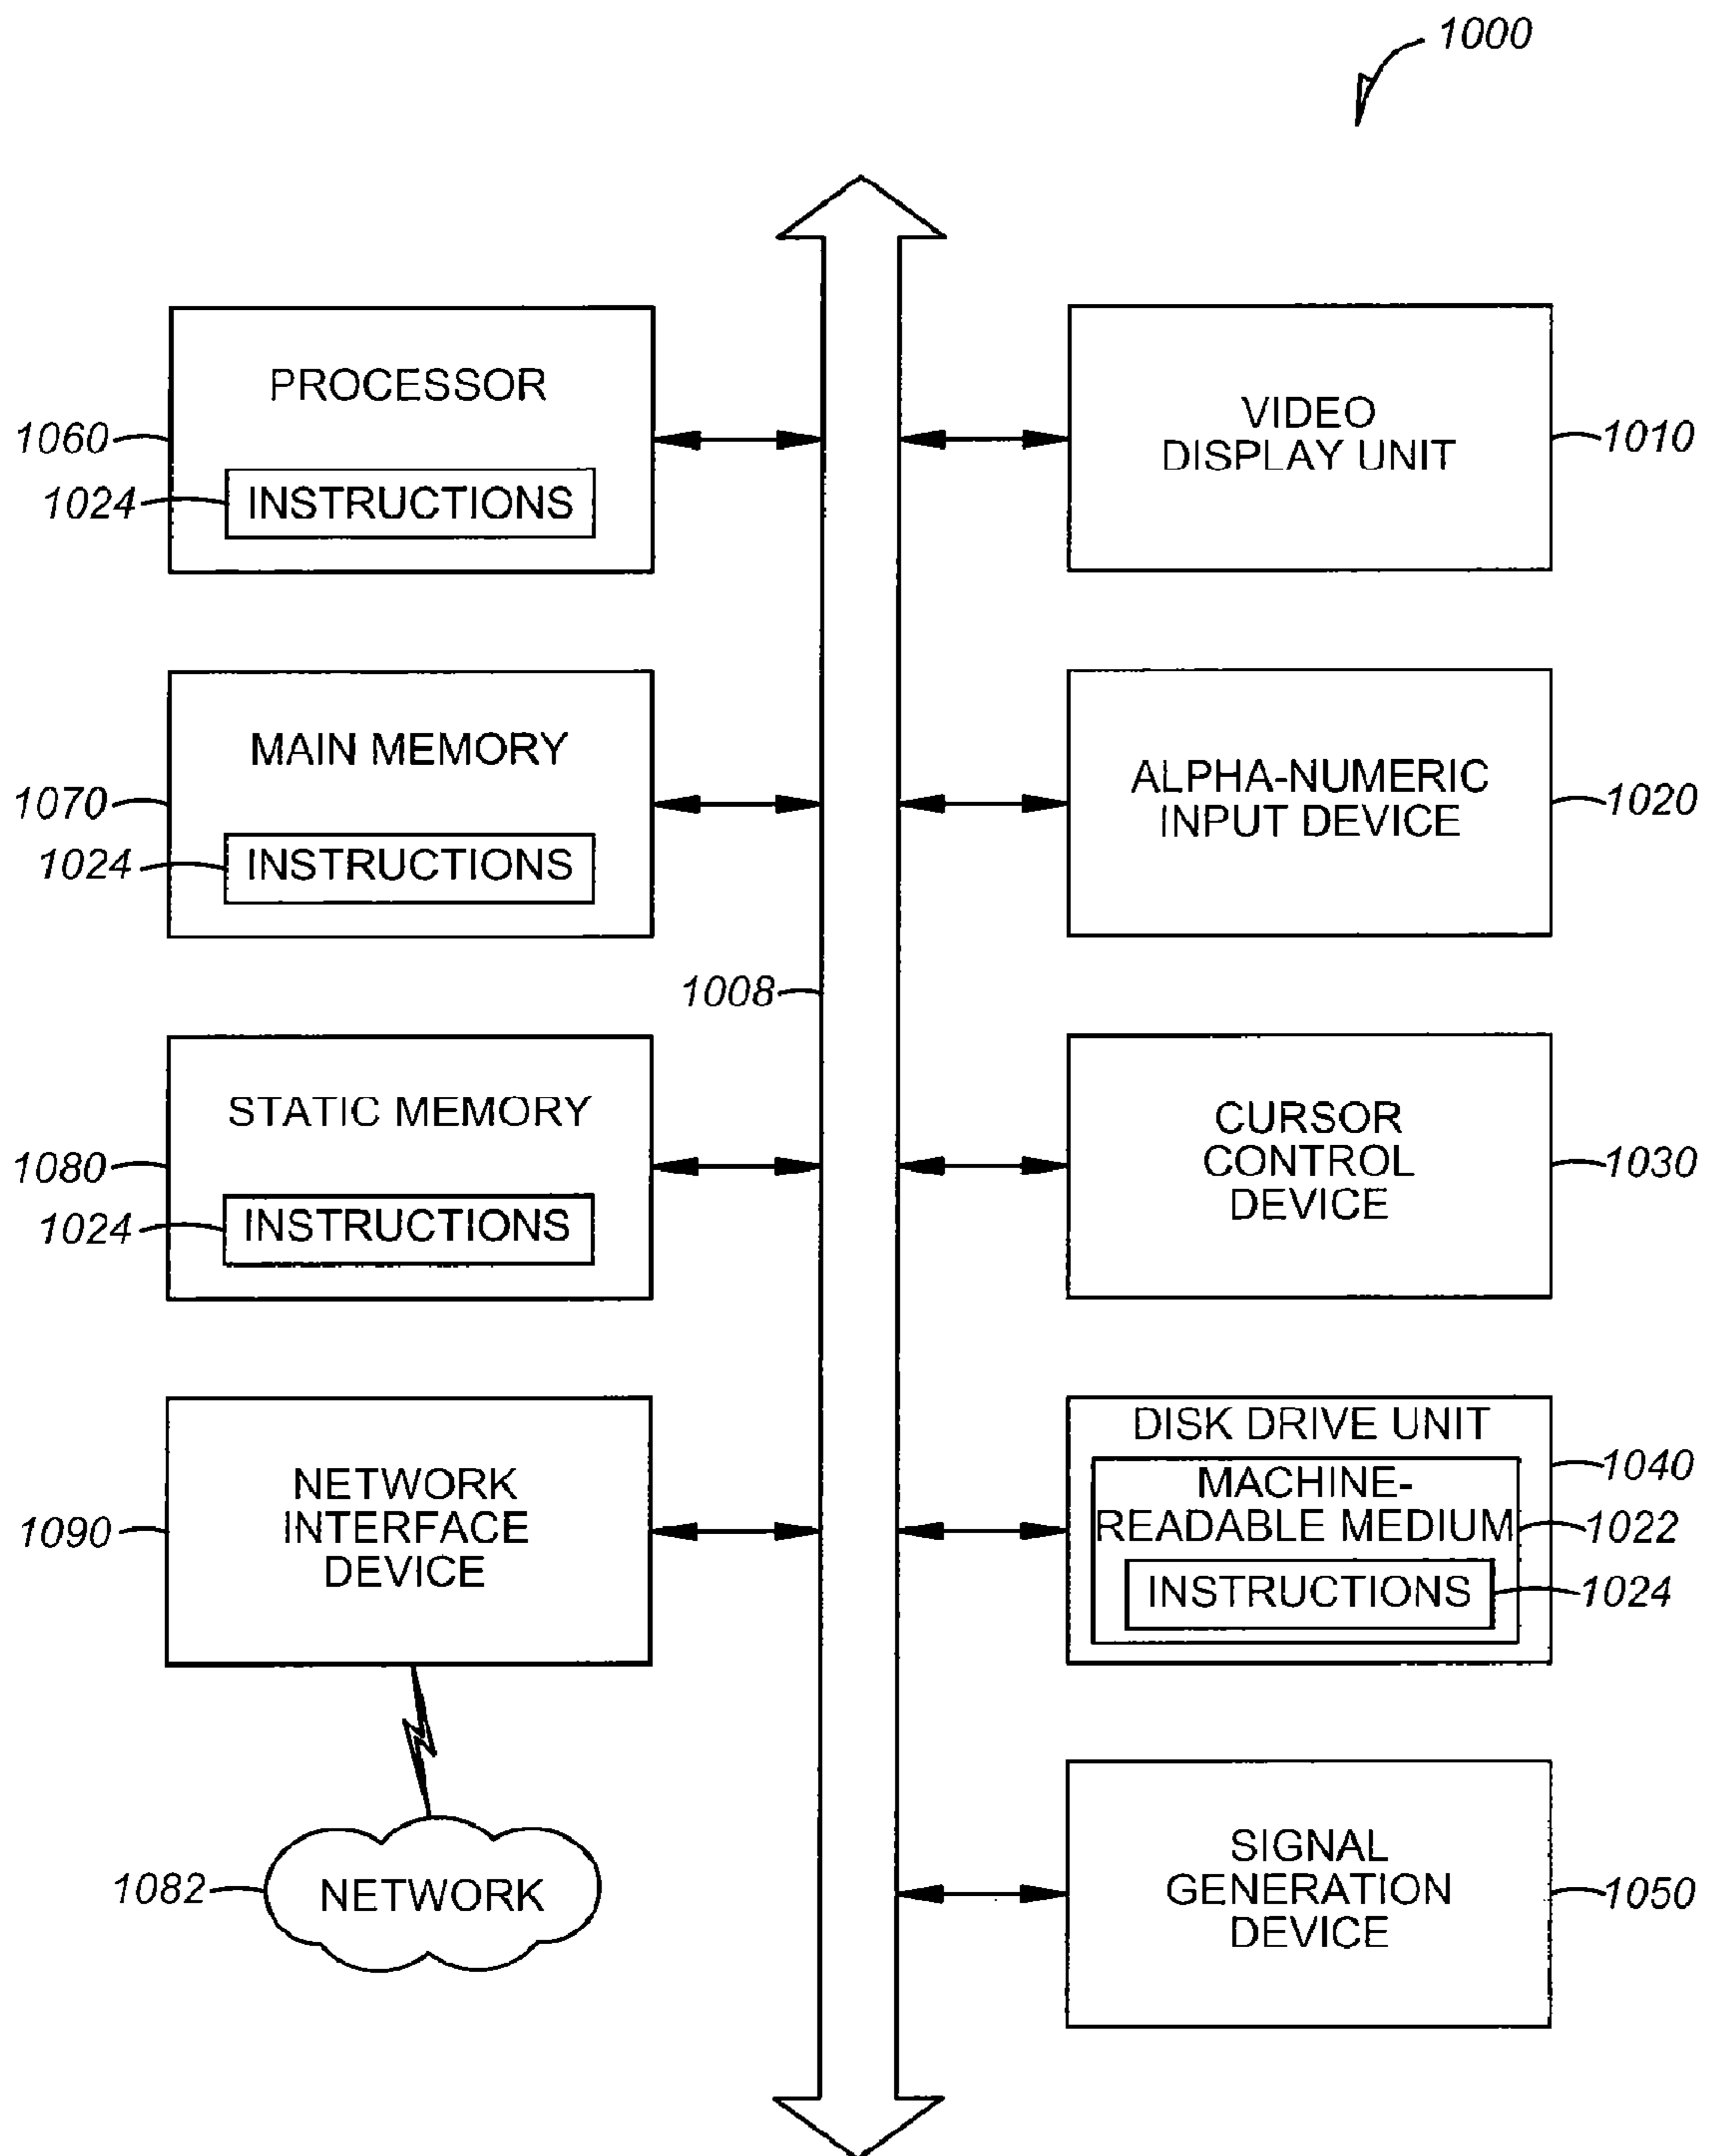 1000
PROCESSOR
1060
1024
INSTRUCTIONS
VIDEO
DISPLAY UNIT
1010
MAIN MEMORY
1070
1024
INSTRUCTIONS
ALPHA-NUMERIC
INPUT DEVICE
1020
1008
STATIC MEMORY
1080
1024
INSTRUCTIONS
CURSOR
CONTROL
DEVICE
1030
NETWORK
INTERFACE
DEVICE
1090
DISK DRIVE UNIT
1040
MACHINE-
READABLE MEDIUM
1022
INSTRUCTIONS
1024
1082
NETWORK
SIGNAL
GENERATION
DEVICE
1050